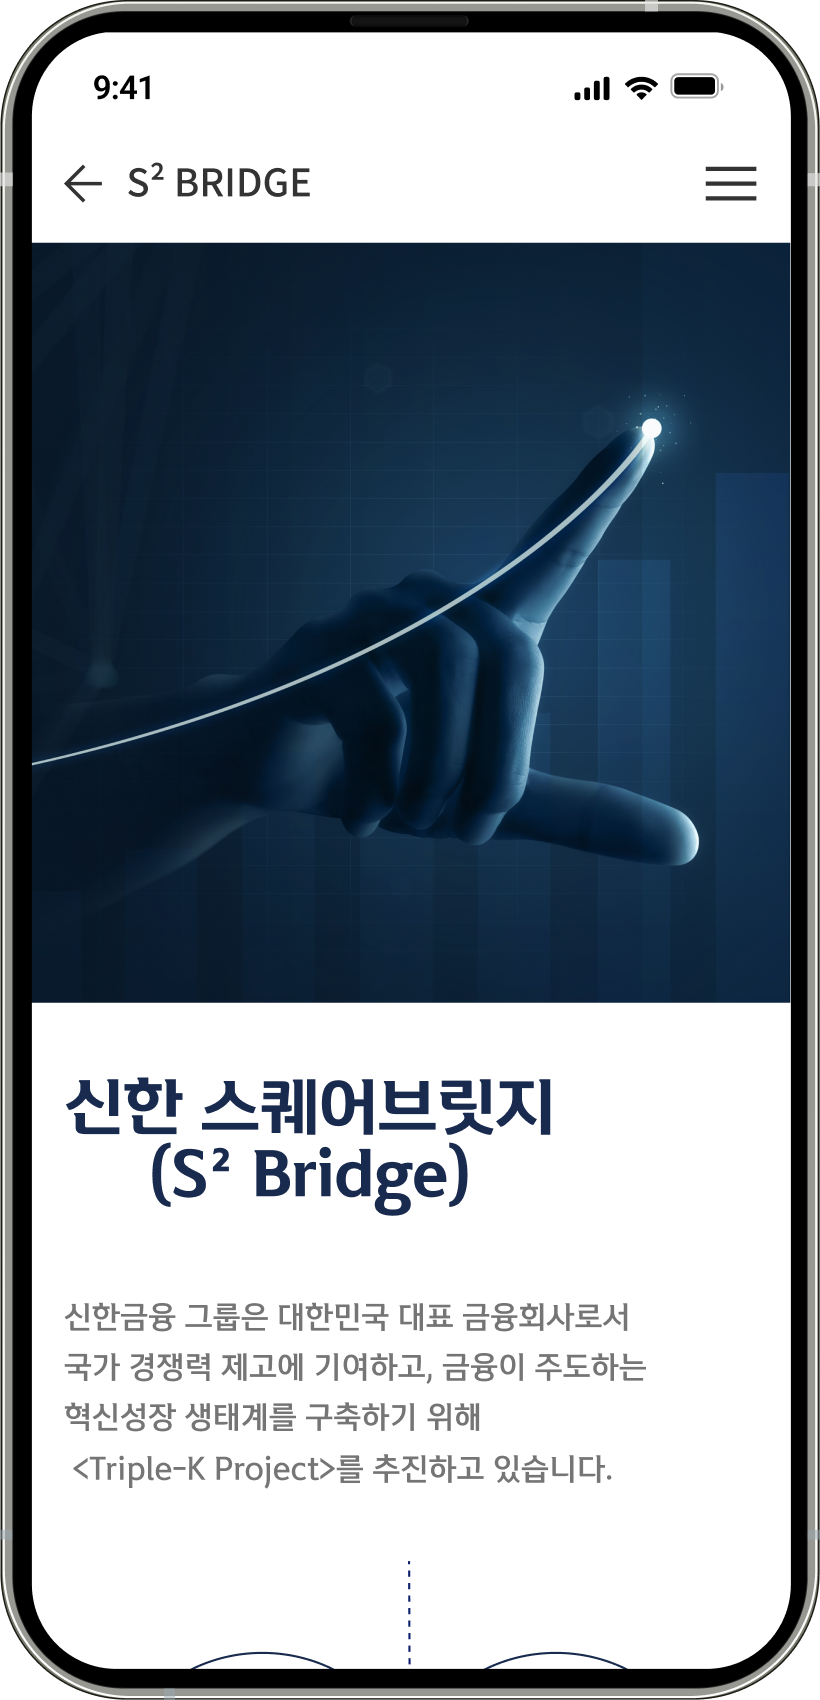 9:41
S² BRIDGE
신한 스퀘어브릿지
(S² Bridge)
신한금융 그룹은 대한민국 대표 금융회사로서
국가 경쟁력 제고에 기여하고, 금융이 주도하는
혁신성장 생태계를 구축하기 위해
<Triple-K Project>를 추진하고 있습니다.